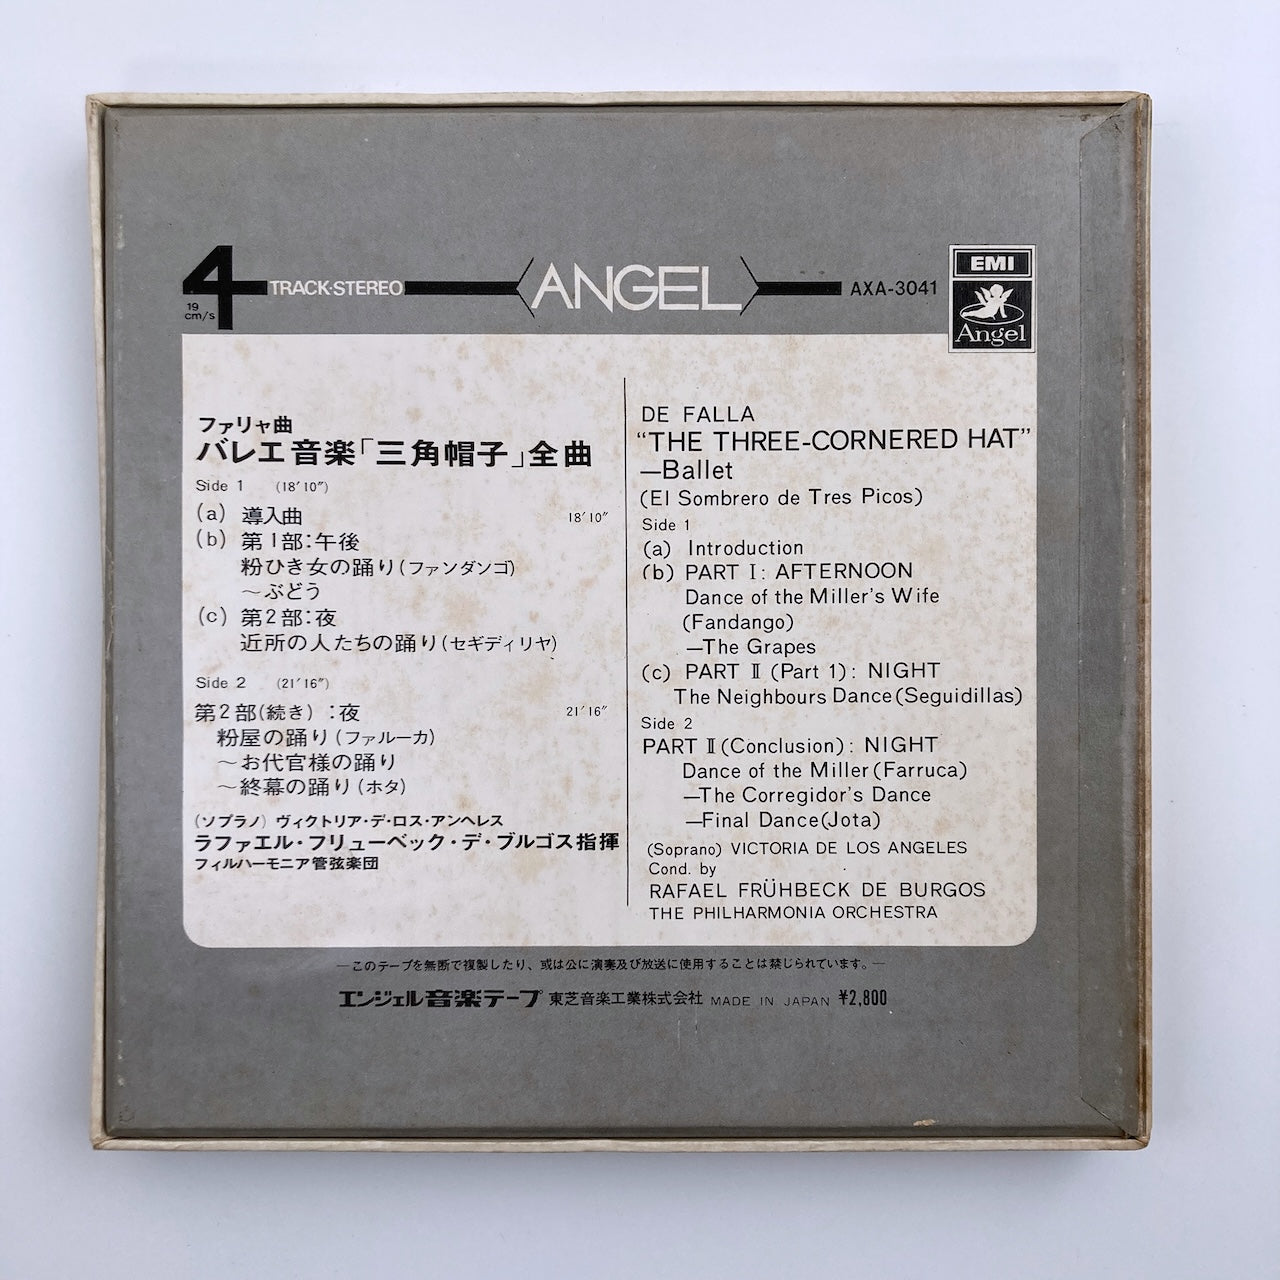 4
19
cm/s
TRACK·STEREO
ANGEL
AXA-3041
EMI
Angel
ファリャ曲
バレエ音楽「三角帽子」全曲
Side 1 (18′10″)
(a) 導入曲 18′10″
(b) 第1部:午後
粉ひき女の踊り(ファンダンゴ)
〜ぶどう
(c) 第2部:夜
近所の人たちの踊り(セギディリヤ)
Side 2 (21′16″)
第2部(続き):夜 21′16″
粉屋の踊り(ファルーカ)
〜お代官様の踊り
〜終幕の踊り(ホタ)
(ソプラノ) ヴィクトリア・デ・ロス・アンヘレス
ラファエル・フリューベック・デ・ブルゴス指揮
フィルハーモニア管弦楽団
DE FALLA
“THE THREE-CORNERED HAT”
—Ballet
(El Sombrero de Tres Picos)
Side 1
(a) Introduction
(b) PART Ⅰ: AFTERNOON
Dance of the Miller's Wife
(Fandango)
—The Grapes
(c) PART Ⅱ (Part 1): NIGHT
The Neighbours Dance(Seguidillas)
Side 2
PART Ⅱ (Conclusion): NIGHT
Dance of the Miller(Farruca)
—The Corregidor's Dance
—Final Dance(Jota)
(Soprano) VICTORIA DE LOS ANGELES
Cond. by
RAFAEL FRÜHBECK DE BURGOS
THE PHILHARMONIA ORCHESTRA
—このテープを無断で複製したり、或は公に演奏及び放送に使用することは禁じられています。—
エンジェル音楽テープ 東芝音楽工業株式会社 MADE IN JAPAN ¥2,800